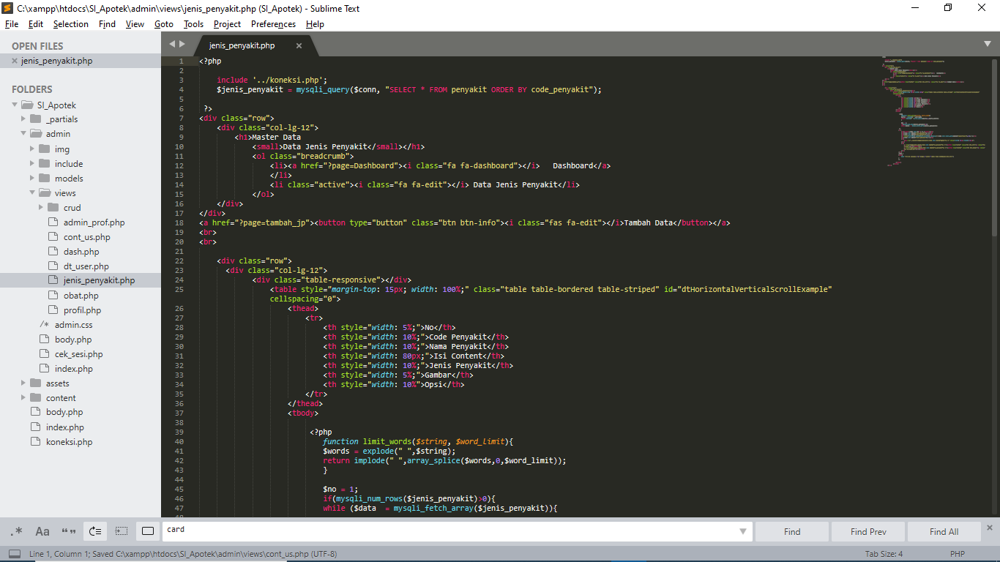 C:\xampp\htdocs\SI_Apotek\admin\views\jenis_penyakit.php (SI_Apotek) - Sublime Text
File Edit Selection Find View Goto Tools Project Preferences Help
OPEN FILES
jenis_penyakit.php
FOLDERS
SI_Apotek
_partials
admin
img
include
models
views
crud
admin_prof.php
cont_us.php
dash.php
dt_user.php
jenis_penyakit.php
obat.php
profil.php
/* admin.css
body.php
cek_sesi.php
index.php
assets
content
body.php
index.php
koneksi.php
jenis_penyakit.php
1 <?php
2
3 include '../koneksi.php';
4 $jenis_penyakit = mysqli_query($conn, "SELECT * FROM penyakit ORDER BY code_penyakit");
5
6 ?>
7 <div class="row">
8 <div class="col-lg-12">
9 <h1>Master Data
10 <small>Data Jenis Penyakit</small></h1>
11 <ol class="breadcrumb">
12 <li><a href="?page=Dashboard"><i class="fa fa-dashboard"></i>   Dashboard</a>
13 </li>
14 <li class="active"><i class="fa fa-edit"></i> Data Jenis Penyakit</li>
15 </ol>
16 </div>
17 </div>
18 <a href="?page=tambah_jp"><button type="button" class="btn btn-info"><i class="fas fa-edit"></i>Tambah Data</button></a>
19 <br>
20 <br>
21
22 <div class="row">
23 <div class="col-lg-12">
24 <div class="table-responsive"></div>
25 <table style="margin-top: 15px; width: 100%;" class="table table-bordered table-striped" id="dtHorizontalVerticalScrollExample"
cellspacing="0">
26 <thead>
27 <tr>
28 <th style="width: 5%;">No</th>
29 <th style="width: 10%;">Code Penyakit</th>
30 <th style="width: 10%;">Nama Penyakit</th>
31 <th style="width: 80px;">Isi Content</th>
32 <th style="width: 10%;">Jenis Penyakit</th>
33 <th style="width: 5%;">Gambar</th>
34 <th style="width: 10%">Opsi</th>
35 </tr>
36 </thead>
37 <tbody>
38
39 <?php
40 function limit_words($string, $word_limit){
41 $words = explode(" ",$string);
42 return implode(" ",array_splice($words,0,$word_limit));
43 }
44
45 $no = 1;
46 if(mysqli_num_rows($jenis_penyakit)>0){
47 while ($data  = mysqli_fetch_array($jenis_penyakit)){
.* Aa “” card Find Find Prev Find All
Line 1, Column 1; Saved C:\xampp\htdocs\SI_Apotek\admin\views\cont_us.php (UTF-8) Tab Size: 4 PHP